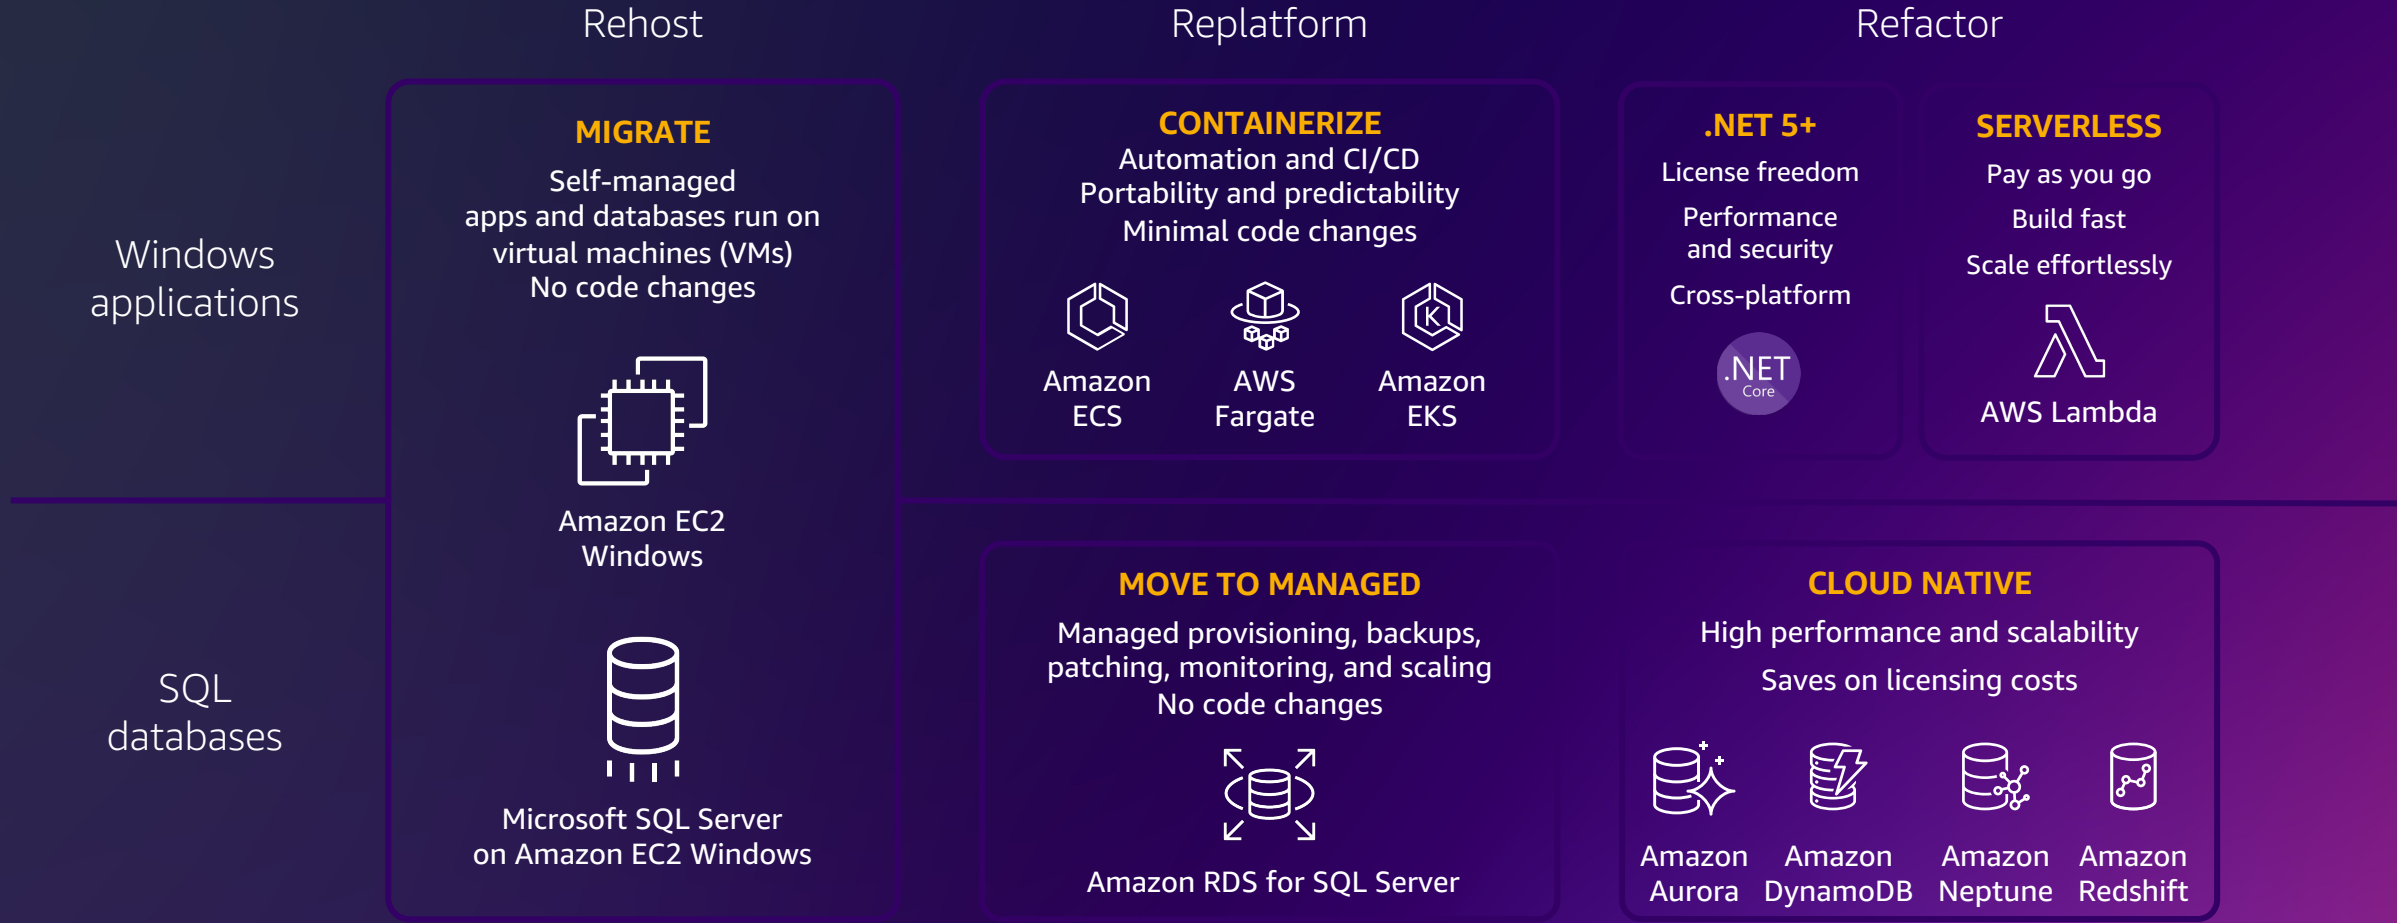 Rehost
Replatform
Refactor
Windows
applications
MIGRATE
Self-managed
apps and databases run on
virtual machines (VMs)
No code changes
Amazon EC2
Windows
Microsoft SQL Server
on Amazon EC2 Windows
CONTAINERIZE
Automation and CI/CD
Portability and predictability
Minimal code changes
K
Amazon
ECS
AWS
Fargate
Amazon
EKS
.NET 5+
License freedom
Performance
and security
Cross-platform
.NET
Core
SERVERLESS
Pay as you go
Build fast
Scale effortlessly
AWS Lambda
SQL
databases
MOVE TO MANAGED
Managed provisioning, backups,
patching, monitoring, and scaling
No code changes
Amazon RDS for SQL Server
CLOUD NATIVE
High performance and scalability
Saves on licensing costs
Amazon
Aurora
Amazon
DynamoDB
Amazon
Neptune
Amazon
Redshift